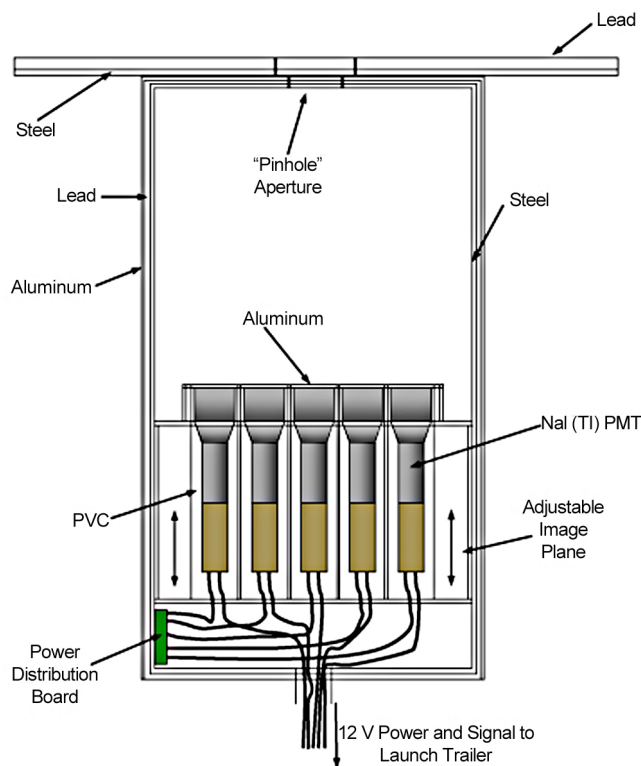 Lead
Steel
“Pinhole”
Aperture
Lead
Steel
Aluminum
Aluminum
NaI (TI) PMT
PVC
Adjustable
Image
Plane
Power
Distribution
Board
12 V Power and Signal to
Launch Trailer